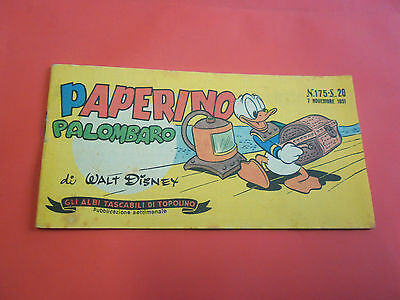 PAPERINO
PALOMBARO
N. 175 - L. 20
7 NOVEMBRE 1951
di WALT DISNEY
GLI ALBI TASCABILI DI TOPOLINO
Pubblicazione settimanale